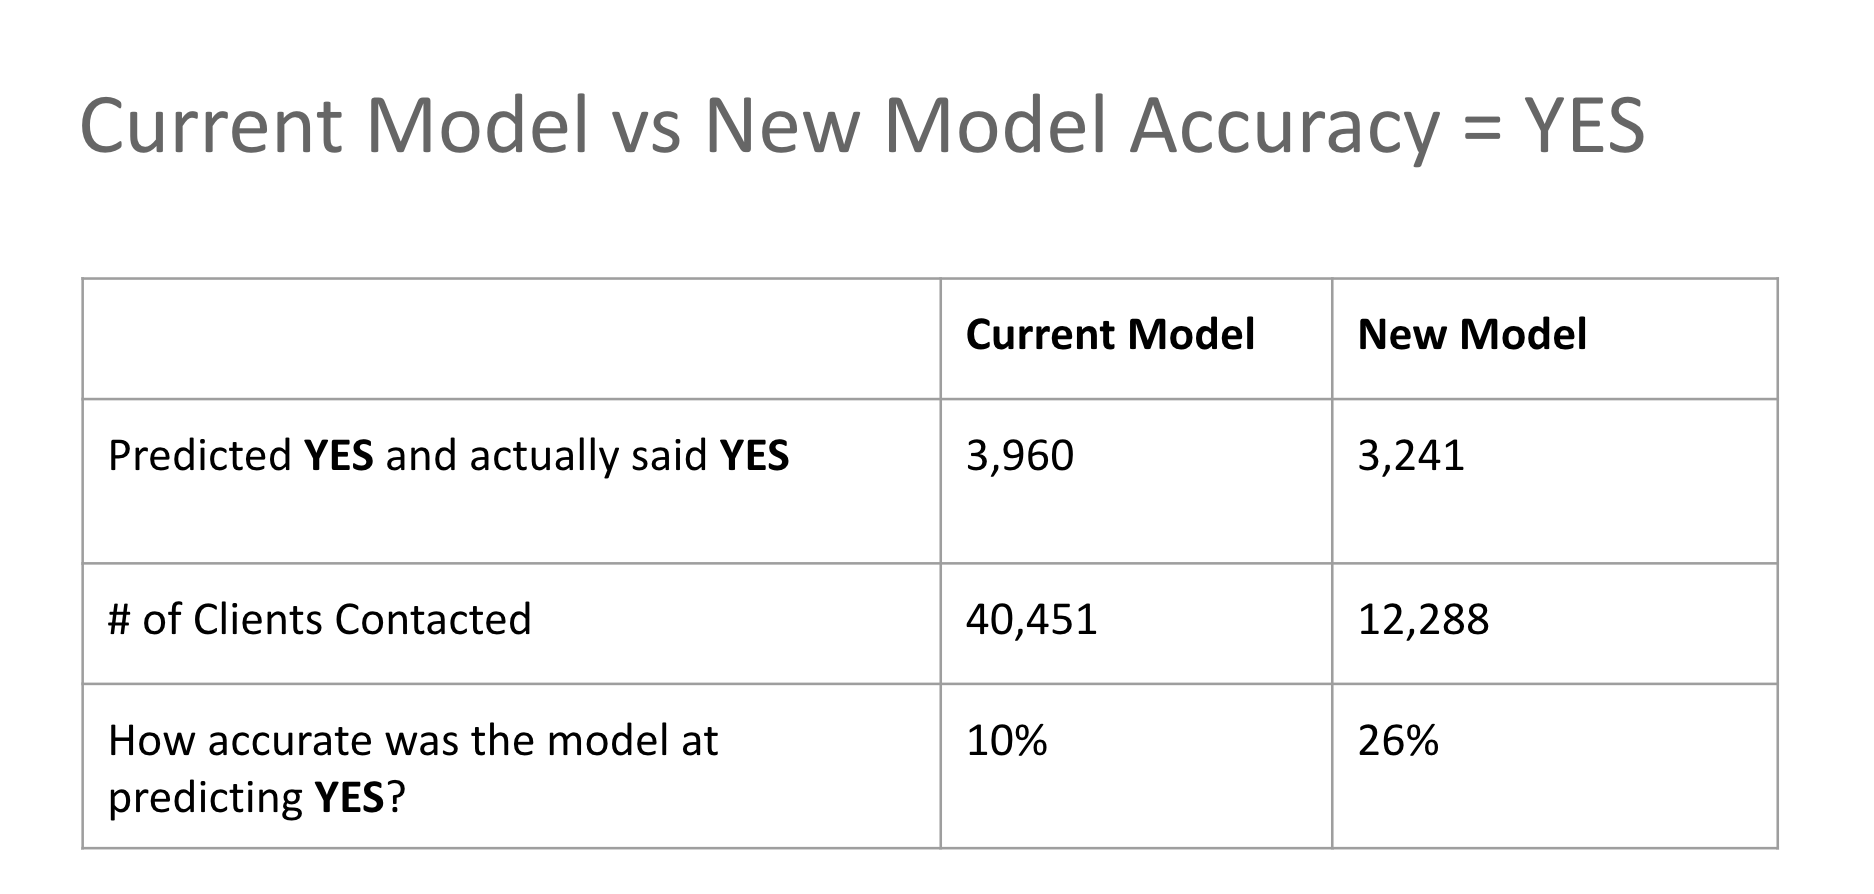 Current Model vs New Model Accuracy = YES
Current Model New Model
Predicted YES and actually said YES 3,960 3,241
# of Clients Contacted 40,451 12,288
How accurate was the model at 10% 26%
predicting YES?